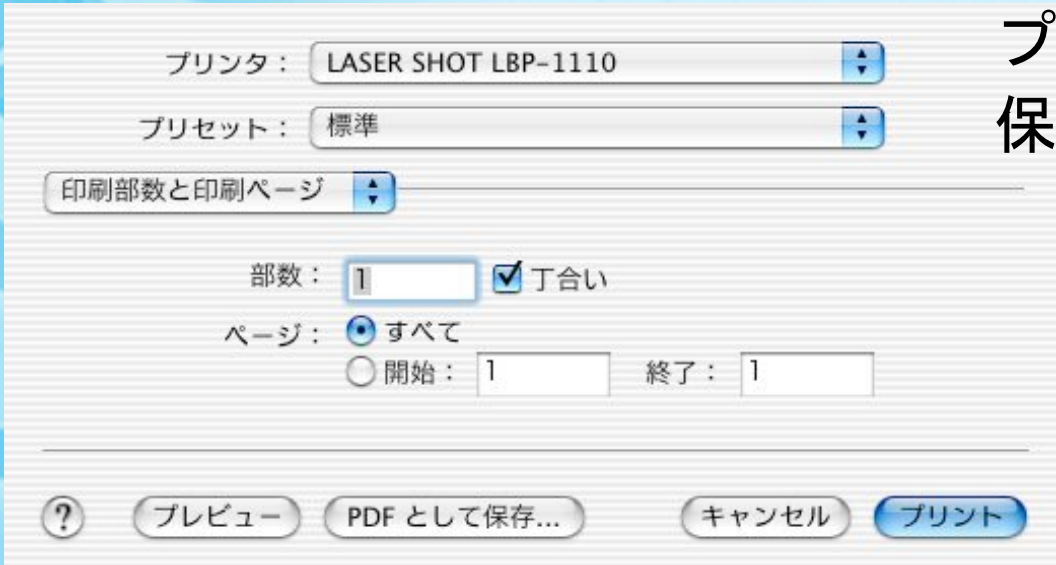 プリンタ： LASER SHOT LBP-1110
プリセット： 標準
印刷部数と印刷ページ
部数： 1 丁合い
ページ： すべて
開始： 1 終了： 1
? プレビュー PDF として保存... キャンセル プリント
プ
保